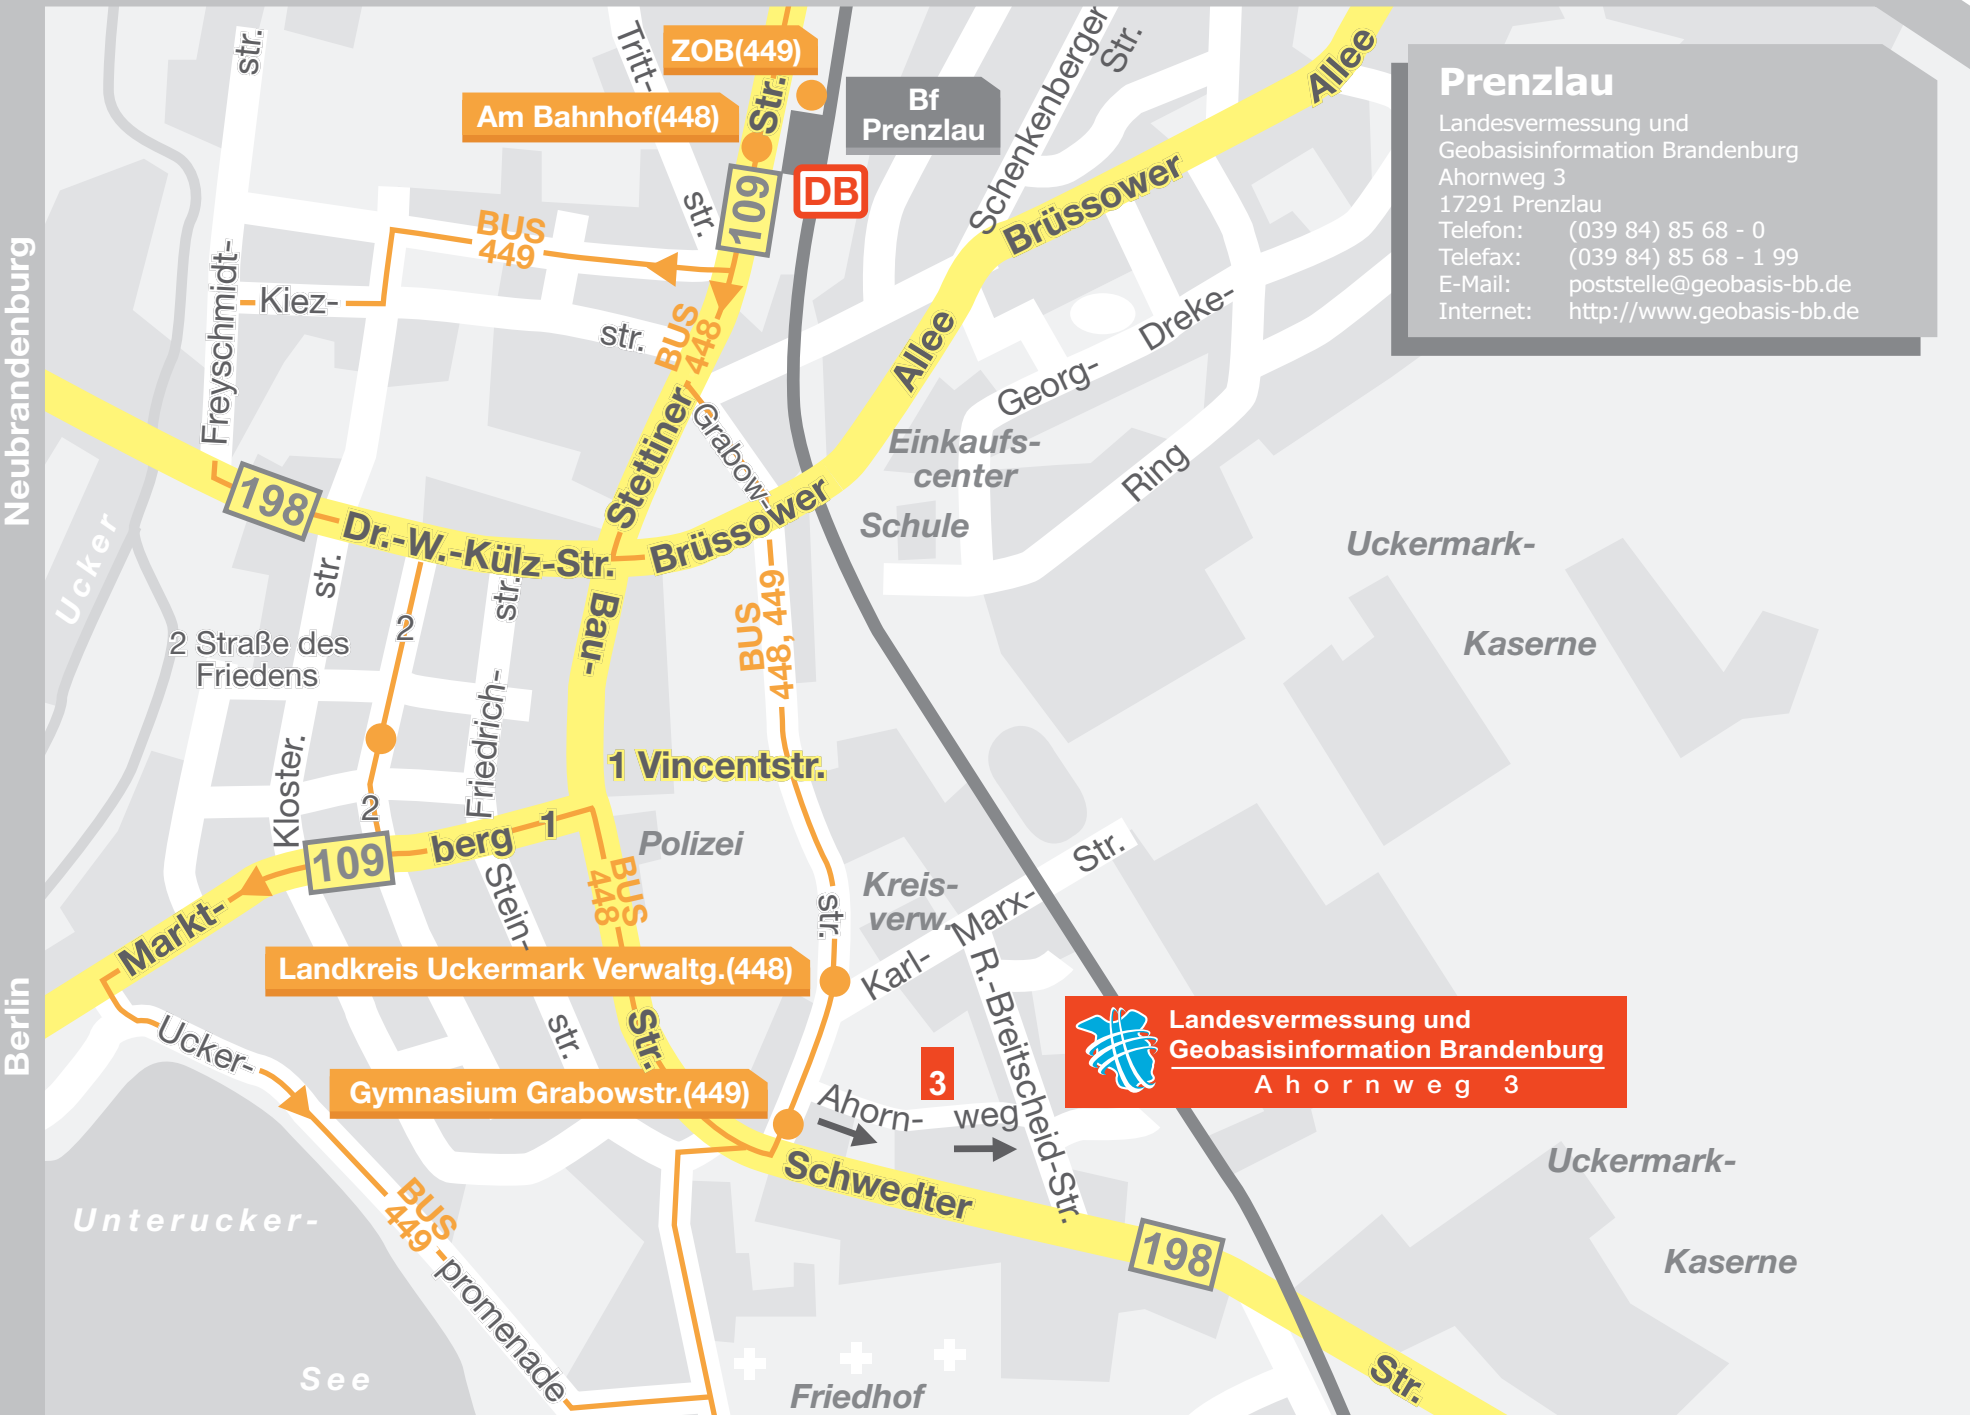 Neubrandenburg
Berlin
Prenzlau
Landesvermessung und
Geobasisinformation Brandenburg
Ahornweg 3
17291 Prenzlau
Telefon: (039 84) 85 68 - 0
Telefax: (039 84) 85 68 - 1 99
E-Mail: poststelle@geobasis-bb.de
Internet: http://www.geobasis-bb.de
ZOB(449)
Am Bahnhof(448)
Bf
Prenzlau
DB
str.
Tritt-
str.
Str.
109
Schenkenberger
Str.
Allee
Brüssower
Allee
BUS
449
Freyschmidt-
Kiez-
str.
BUS
448
Stettiner
Grabow-
Georg-
Dreke-
Ring
Einkaufs-
center
Schule
Ucker
198
Dr.-W.-Külz-Str.
Brüssower
Uckermark-
Kaserne
str.
str.
Bau-
2
2 Straße des
Friedens
BUS
448, 449
Friedrich-
Kloster.
1 Vincentstr.
2
109
berg
1
Polizei
BUS
448
Markt-
Stein-
str.
str.
Kreis-
verw.
Karl-
Marx-
Str.
R.-Breitscheid-Str.
Landkreis Uckermark Verwaltg.(448)
Str.
Ucker-
Gymnasium Grabowstr.(449)
Ahorn-
weg
3
Landesvermessung und
Geobasisinformation Brandenburg
Ahornweg 3
Schwedter
198
Str.
Uckermark-
Kaserne
Unterucker-
See
BUS
449
-promenade
Friedhof